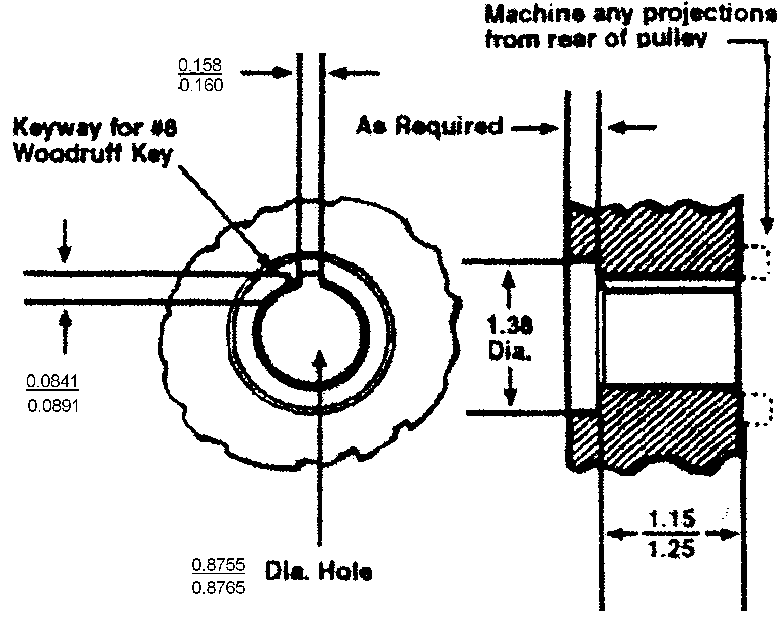 Machine any projections
from rear of pulley
0.158
0.160
Keyway for #8
Woodruff Key
As Required
1.38
Dia.
0.0841
0.0891
0.8755
0.8765
Dia. Hole
1.15
1.25